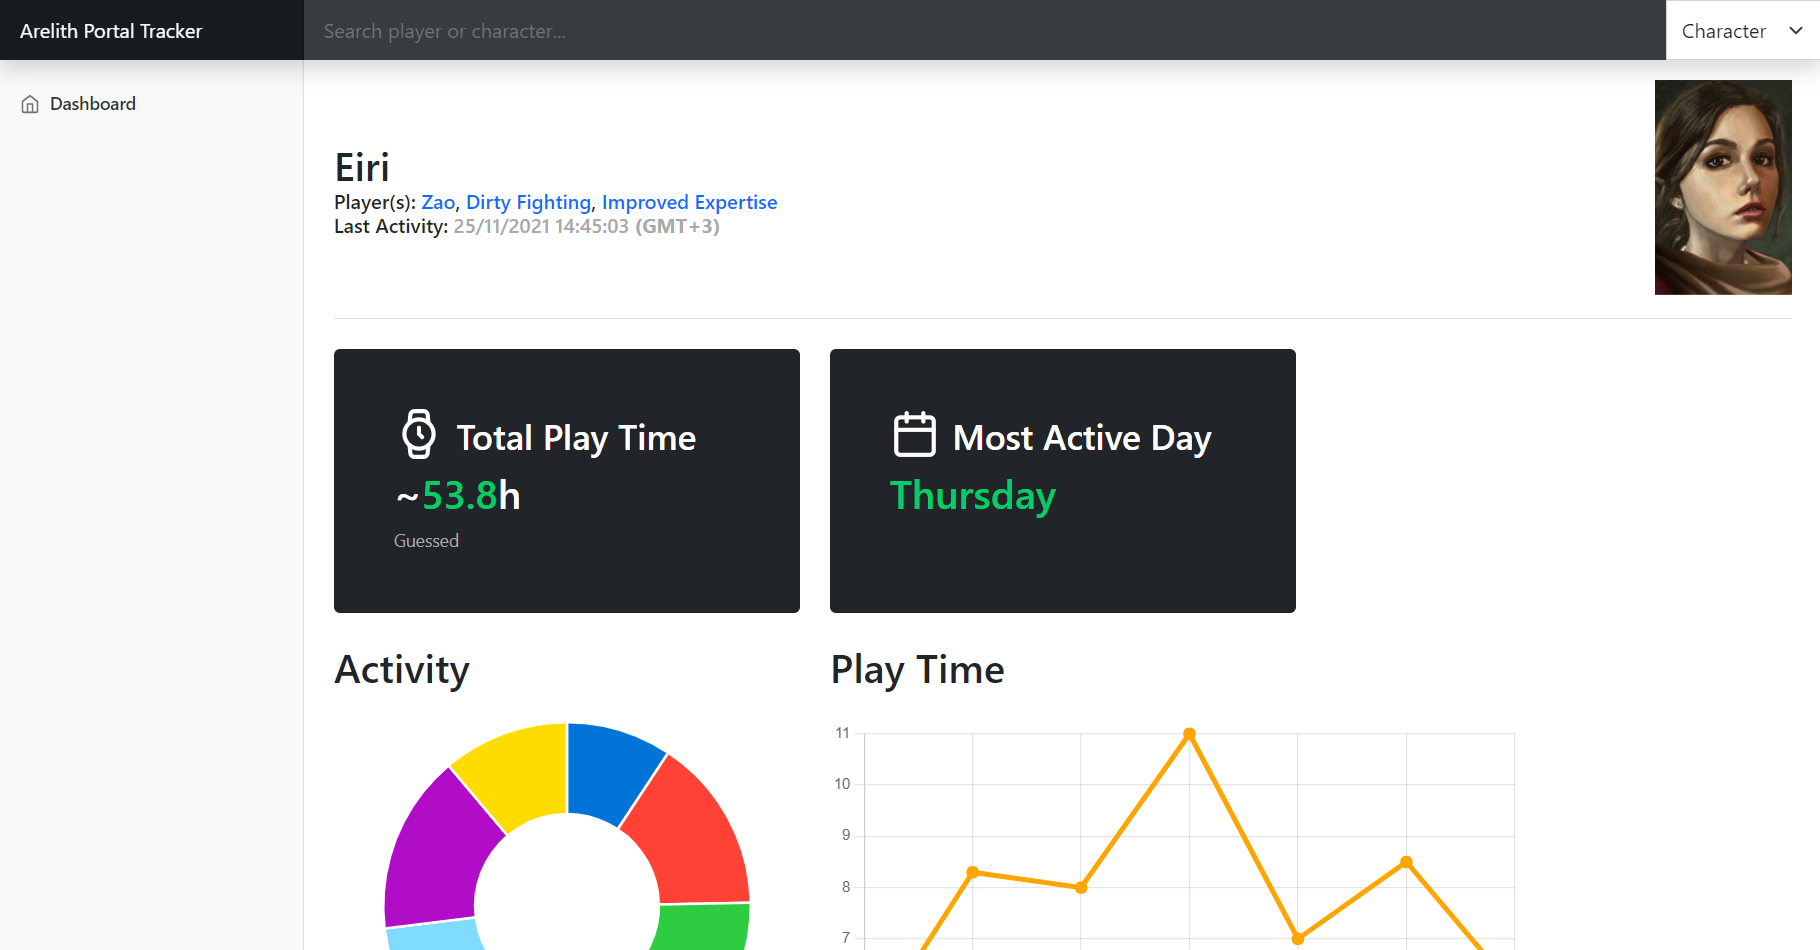 Arelith Portal Tracker
Search player or character...
Character
Dashboard
Eiri
Player(s): Zao, Dirty Fighting, Improved Expertise
Last Activity: 25/11/2021 14:45:03 (GMT+3)
Total Play Time
~53.8h
Guessed
Most Active Day
Thursday
Activity
Play Time
11
10
9
8
7